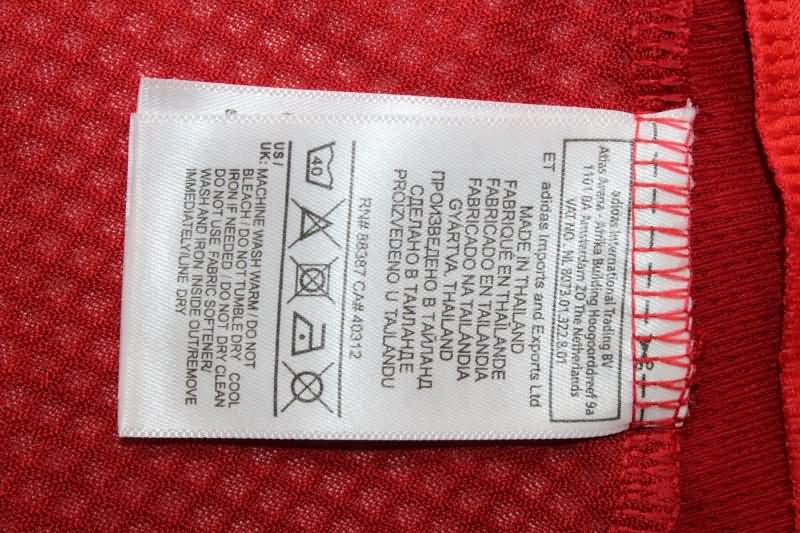 adidas International Trading BV
Atlas Arena - Afrika Building Hoogoorddreef 9a
1101 BA Amsterdam ZO The Netherlands
VAT NO. NL 8073.01.322.B.01
ET adidas Imports and Exports Ltd
MADE IN THAILAND
FABRIQUÉ EN THAÏLANDE
FABRICADO EN TAILANDIA
FABRICADO NA TAILÂNDIA
GYÁRTVA, THAILAND
ПРОИЗВЕДЕНО В ТАЙЛАНД
СДЕЛАНО В ТАИЛАНДЕ
PROIZVEDENO U TAJLANDU
RN# 88387 CA# 40312
40
US /
UK: MACHINE WASH WARM / DO NOT
BLEACH / DO NOT TUMBLE DRY COOL
IRON IF NEEDED / DO NOT DRY CLEAN
DO NOT USE FABRIC SOFTENER/
WASH AND IRON INSIDE OUT/REMOVE
IMMEDIATELY/LINE DRY